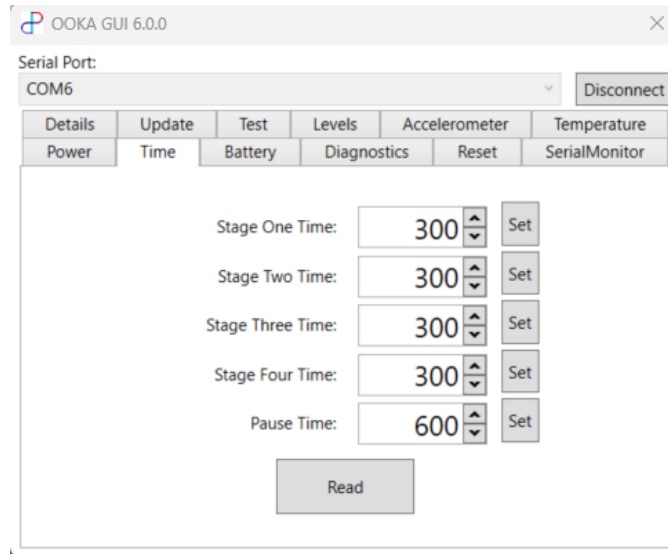 OOKA GUI 6.0.0
Serial Port:
COM6 Disconnect
Details Update Test Levels Accelerometer Temperature
Power Time Battery Diagnostics Reset SerialMonitor
Stage One Time: 300 Set
Stage Two Time: 300 Set
Stage Three Time: 300 Set
Stage Four Time: 300 Set
Pause Time: 600 Set
Read